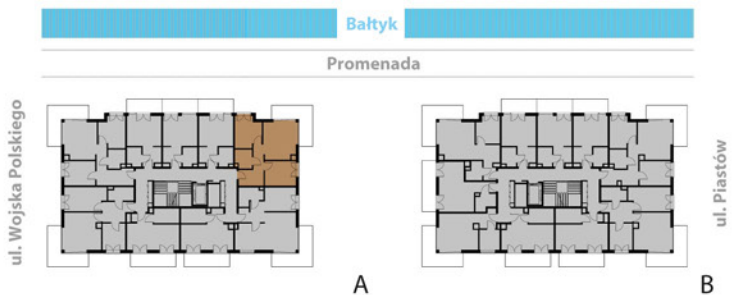 Bałtyk
Promenada
ul. Wojska Polskiego
ul. Piastów
A
B